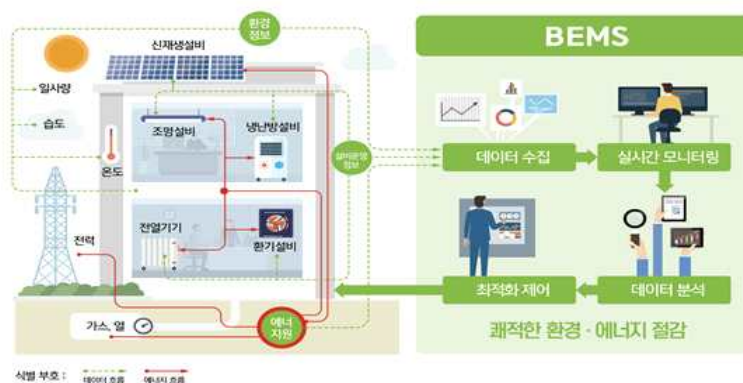 환경
정보
신재생설비
일사량
습도
온도
조명설비
냉난방설비
설비운영
정보
전열기기
환기설비
전력
가스, 열
에너
지원
식별 부호 :
데이터 흐름
에너지 흐름
BEMS
데이터 수집
실시간 모니터링
최적화 제어
데이터 분석
쾌적한 환경 · 에너지 절감